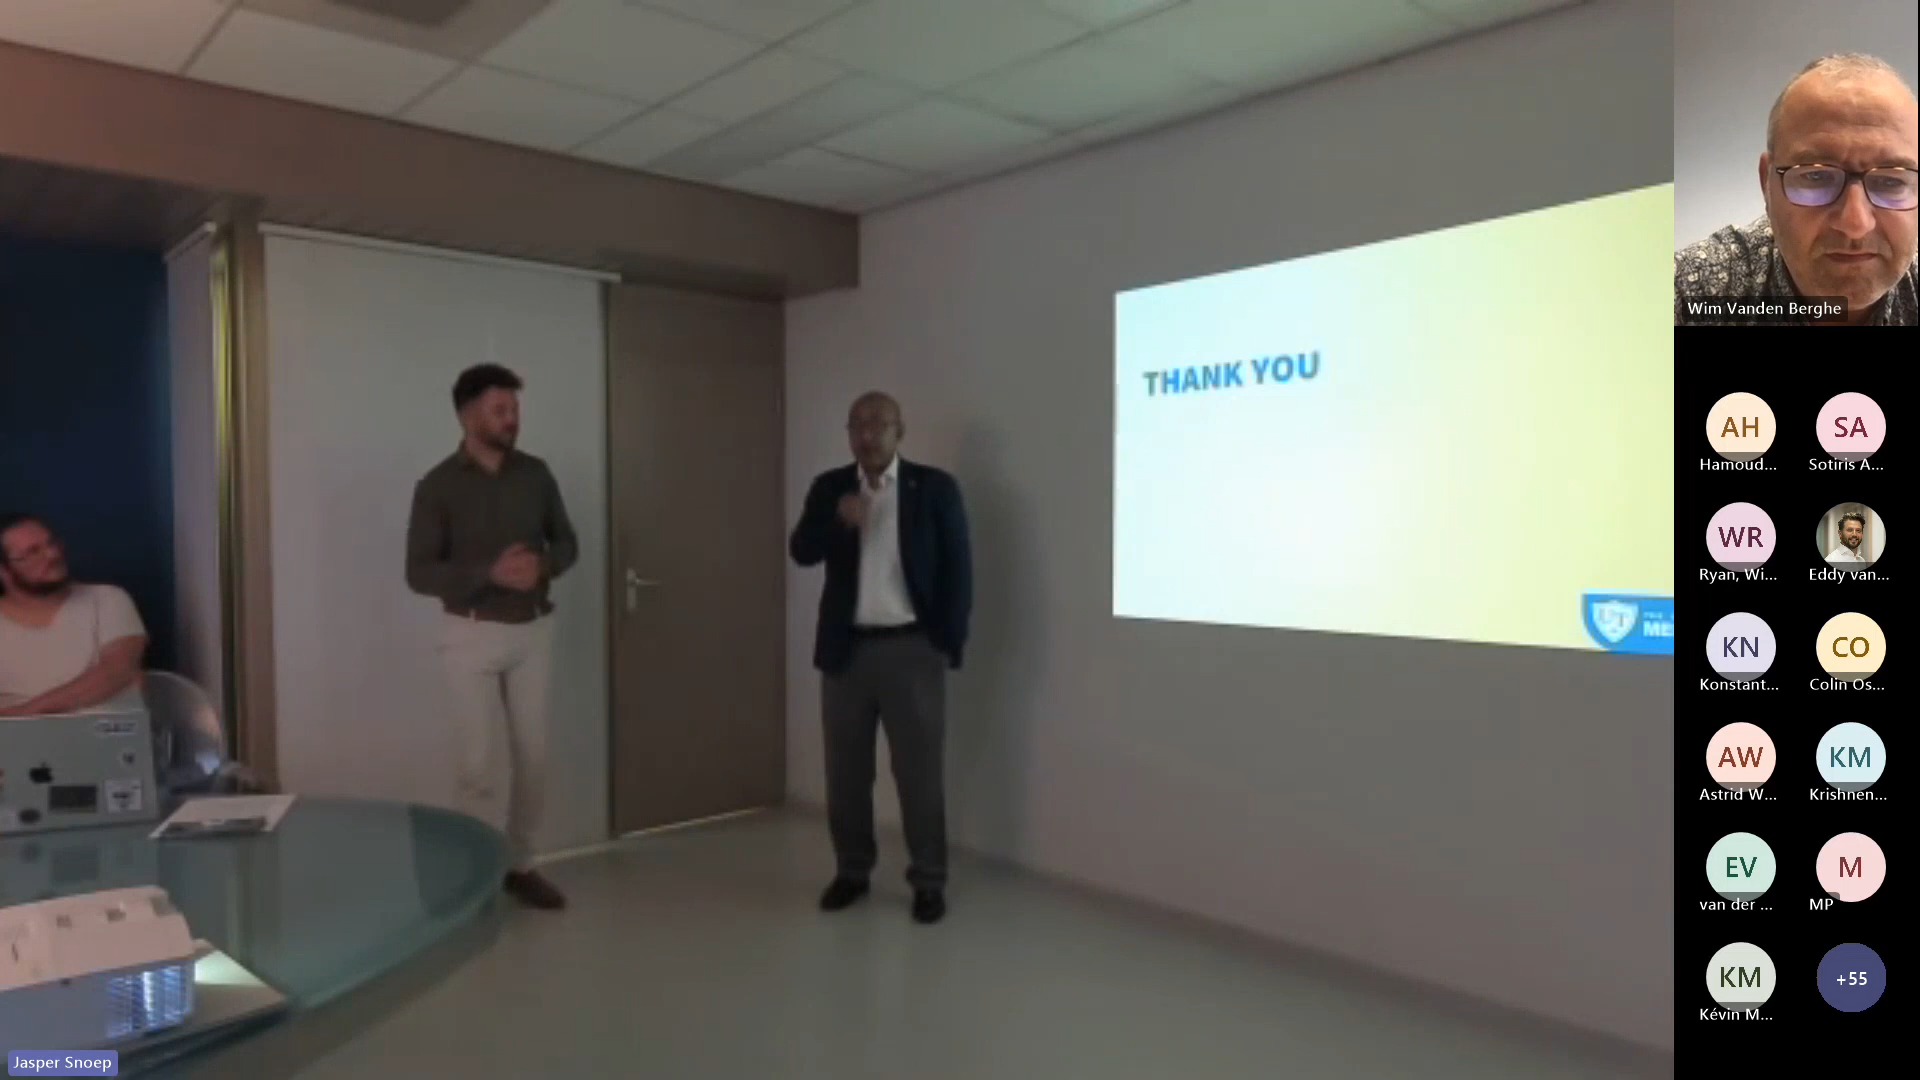 THANK YOU
Wim Vanden Berghe
AH
Hamoud...
SA
Sotiris A...
WR
Ryan, Wi...
Eddy van...
KN
Konstant...
CO
Colin Os...
AW
Astrid W...
KM
Krishnen...
EV
van der ...
M
MP
KM
Kévin M...
+55
Jasper Snoep